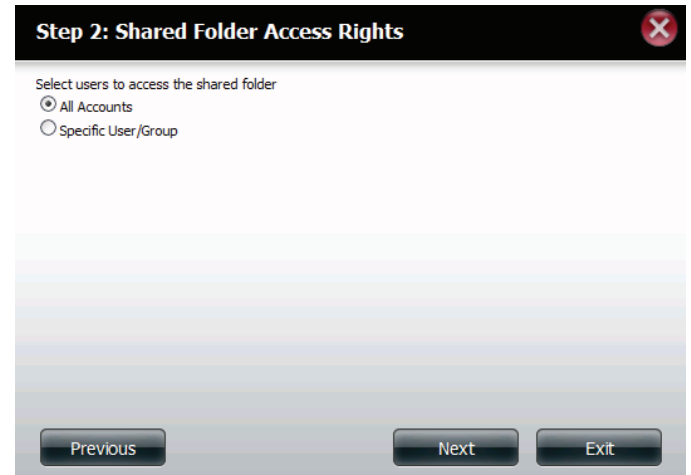 Step 2: Shared Folder Access Rights
Select users to access the shared folder
All Accounts
Specific User/Group
Previous Next Exit